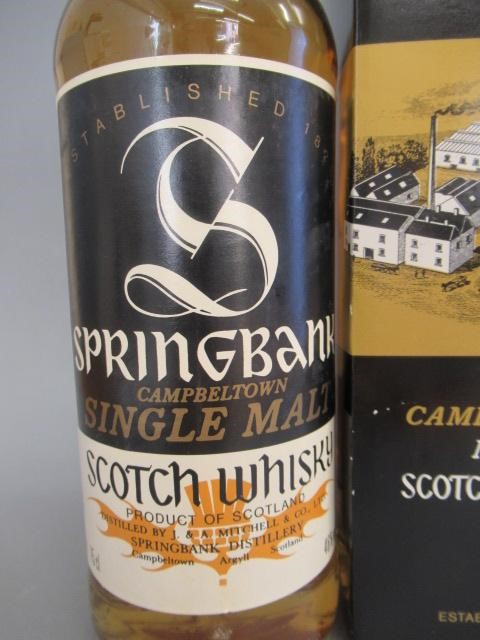 ESTABLISHED
S
SPRINGBANK
CAMPBELTOWN
SINGLE MALT
SCOTCH WHISKY
PRODUCT OF SCOTLAND
DISTILLED BY J. & A. MITCHELL & CO., LTD.
SPRINGBANK DISTILLERY
Campbeltown Argyll Scotland
46%
CAMP
SCOTC
ESTAB